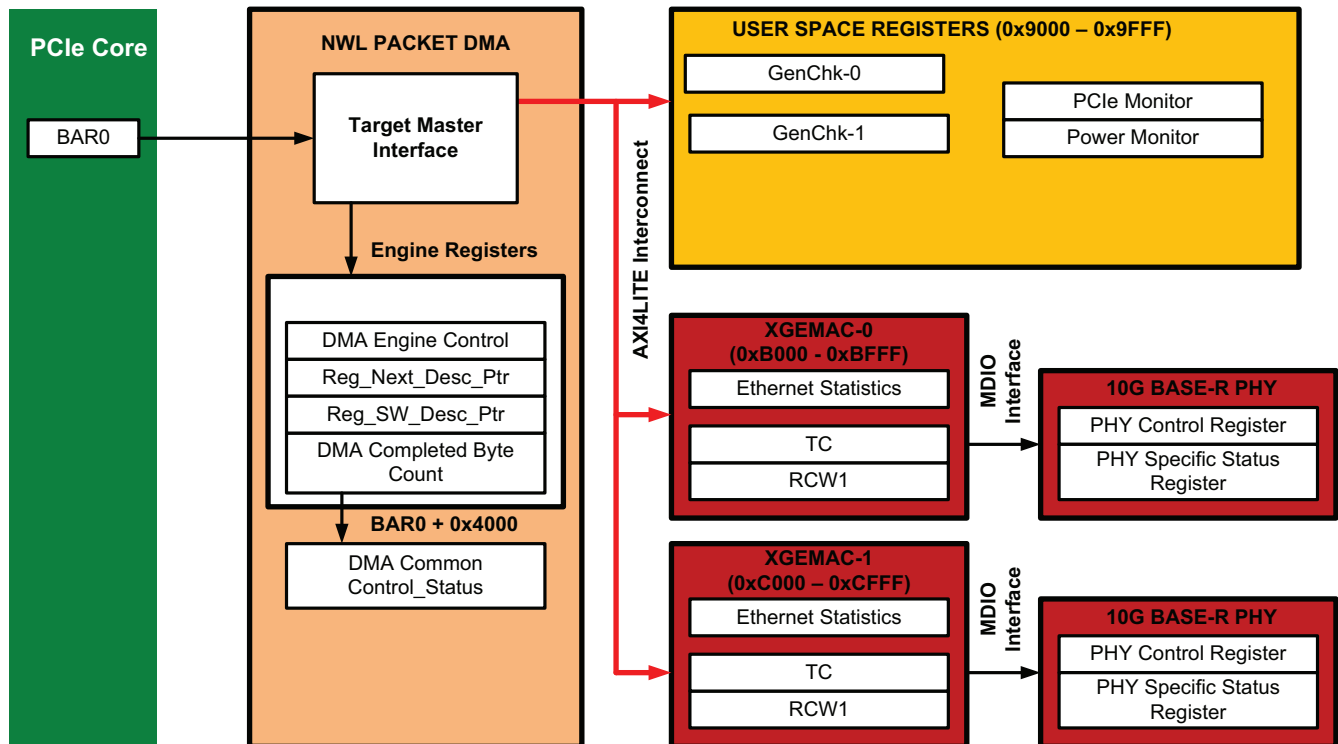 PCIe Core
BAR0
NWL PACKET DMA
Target Master
Interface
Engine Registers
DMA Engine Control
Reg_Next_Desc_Ptr
Reg_SW_Desc_Ptr
DMA Completed Byte
Count
BAR0 + 0x4000
DMA Common
Control_Status
AXI4LITE Interconnect
USER SPACE REGISTERS (0x9000 – 0x9FFF)
GenChk-0
GenChk-1
PCIe Monitor
Power Monitor
XGEMAC-0
(0xB000 - 0xBFFF)
Ethernet Statistics
TC
RCW1
MDIO
Interface
10G BASE-R PHY
PHY Control Register
PHY Specific Status
Register
XGEMAC-1
(0xC000 – 0xCFFF)
Ethernet Statistics
TC
RCW1
MDIO
Interface
10G BASE-R PHY
PHY Control Register
PHY Specific Status
Register